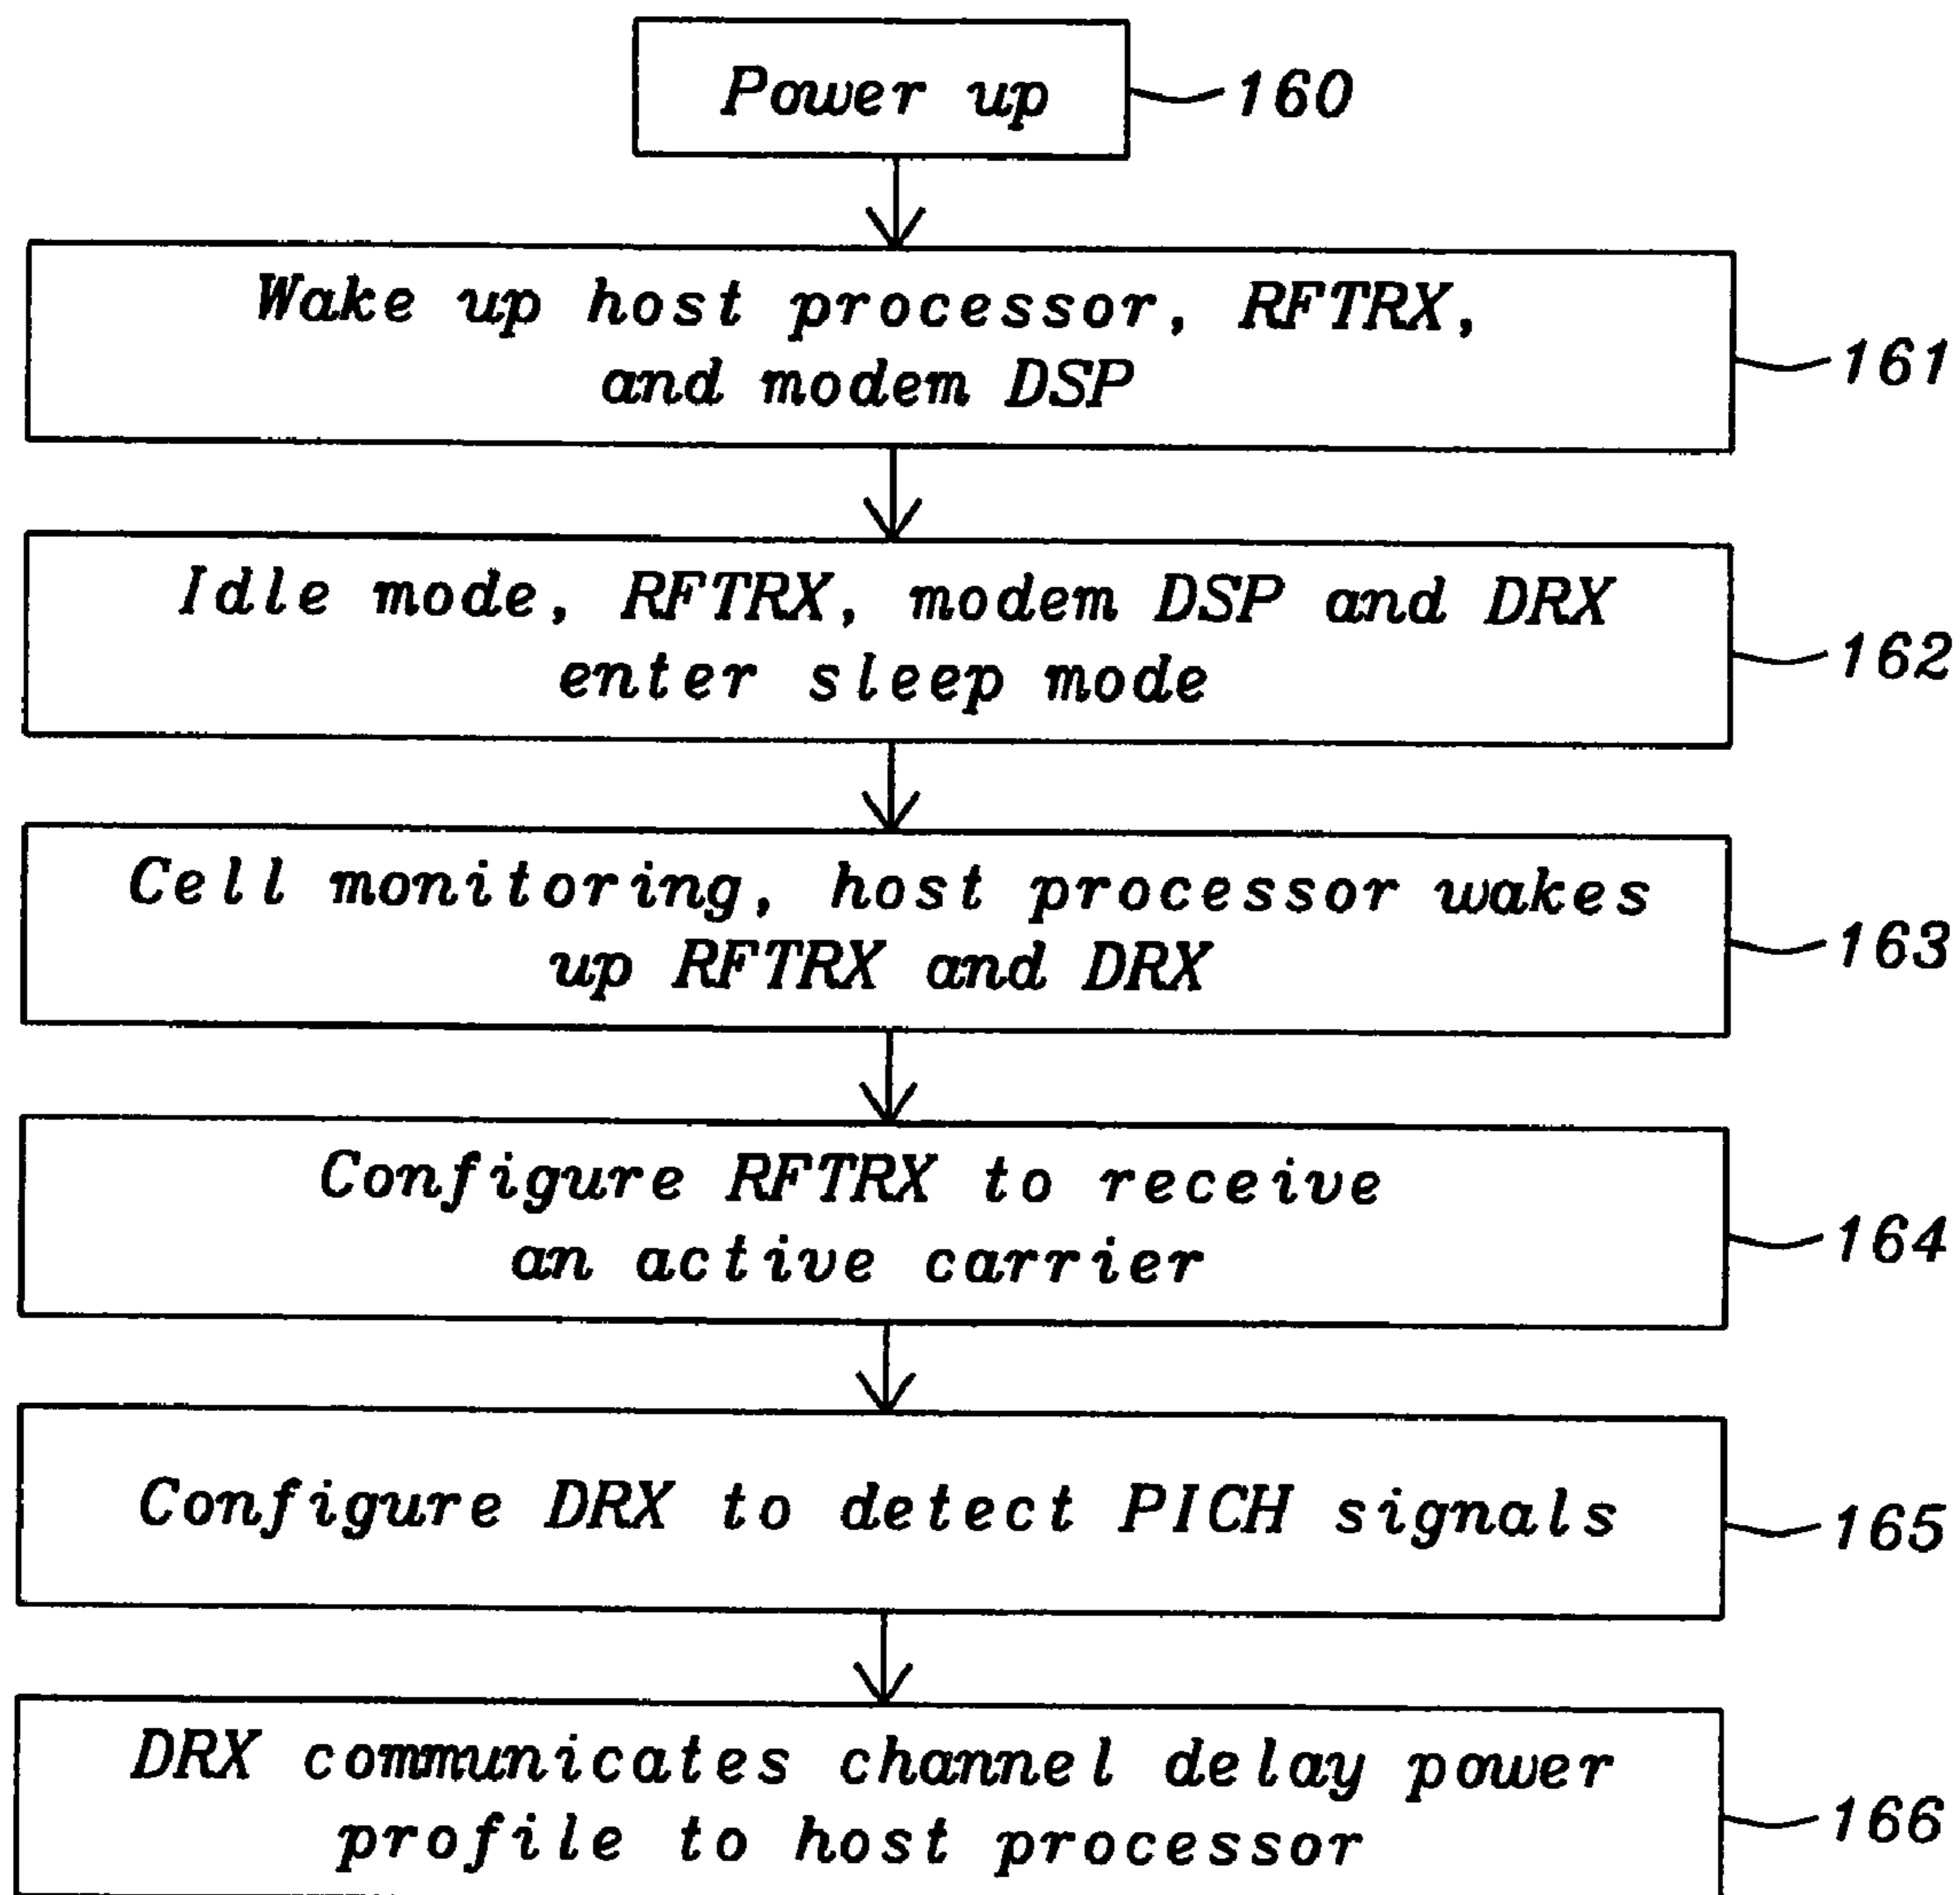 Power up
160
Wake up host processor, RFTRX,
and modem DSP
161
Idle mode, RFTRX, modem DSP and DRX
enter sleep mode
162
Cell monitoring, host processor wakes
up RFTRX and DRX
163
Configure RFTRX to receive
an active carrier
164
Configure DRX to detect PICH signals
165
DRX communicates channel delay power
profile to host processor
166